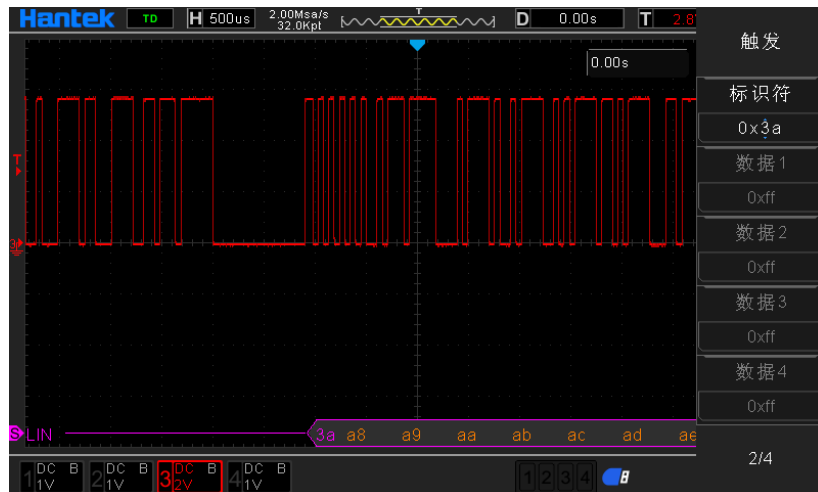 Hantek TD H 500us 2.00Msa/s D 0.00s T 2.8
32.0Kpt
T
触发
0.00s
标识符
0x3a
T
数据1
0xff
数据2
0xff
3
数据3
0xff
数据4
0xff
S LIN 3a a8 a9 aa ab ac ad ae
2/4
1 DC B 1V 2 DC B 1V 3 DC B 2V 4 DC B 1V 1 2 3 4